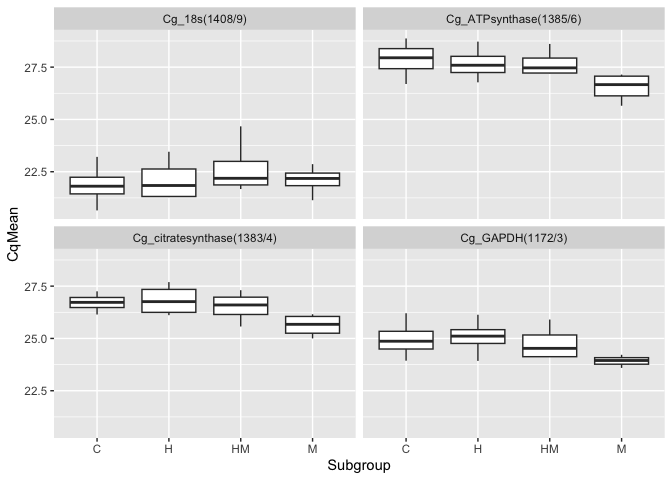 Cg_18s(1408/9)
Cg_ATPsynthase(1385/6)
27.5
25.0
22.5
CqMean
Cg_citratesynthase(1383/4)
Cg_GAPDH(1172/3)
27.5
25.0
22.5
C
H
HM
M
C
H
HM
M
Subgroup